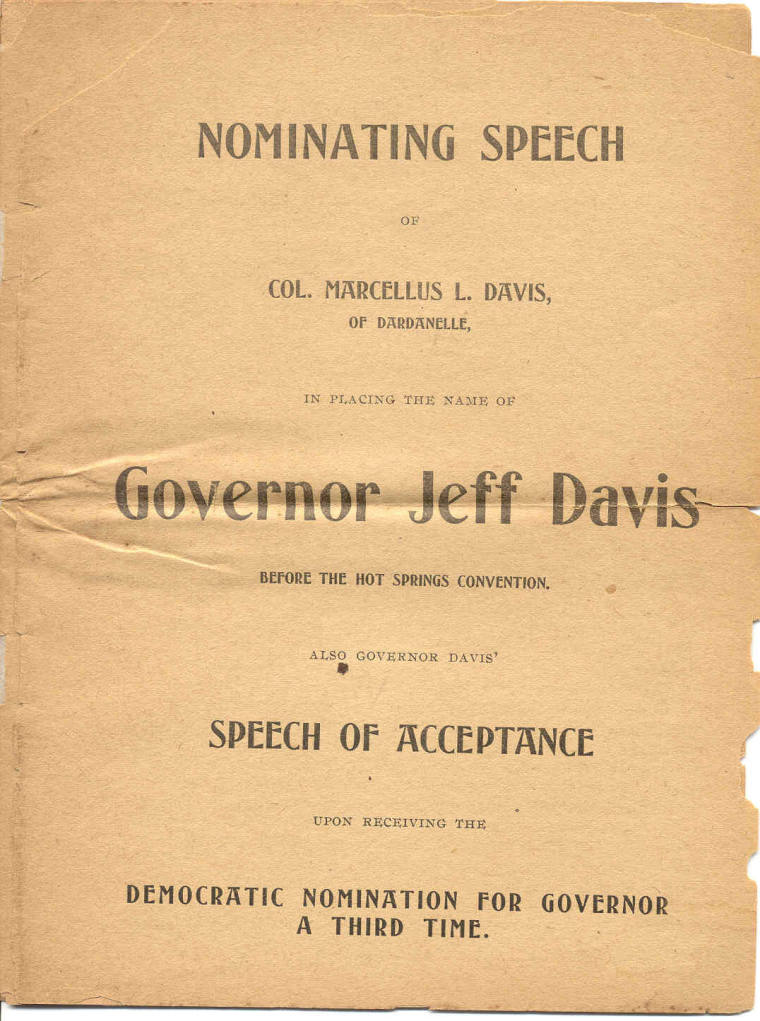 NOMINATING SPEECH
OF
COL. MARCELLUS L. DAVIS,
OF DARDANELLE,
IN PLACING THE NAME OF
Governor Jeff Davis
BEFORE THE HOT SPRINGS CONVENTION.
ALSO GOVERNOR DAVIS'
SPEECH OF ACCEPTANCE
UPON RECEIVING THE
DEMOCRATIC NOMINATION FOR GOVERNOR
A THIRD TIME.